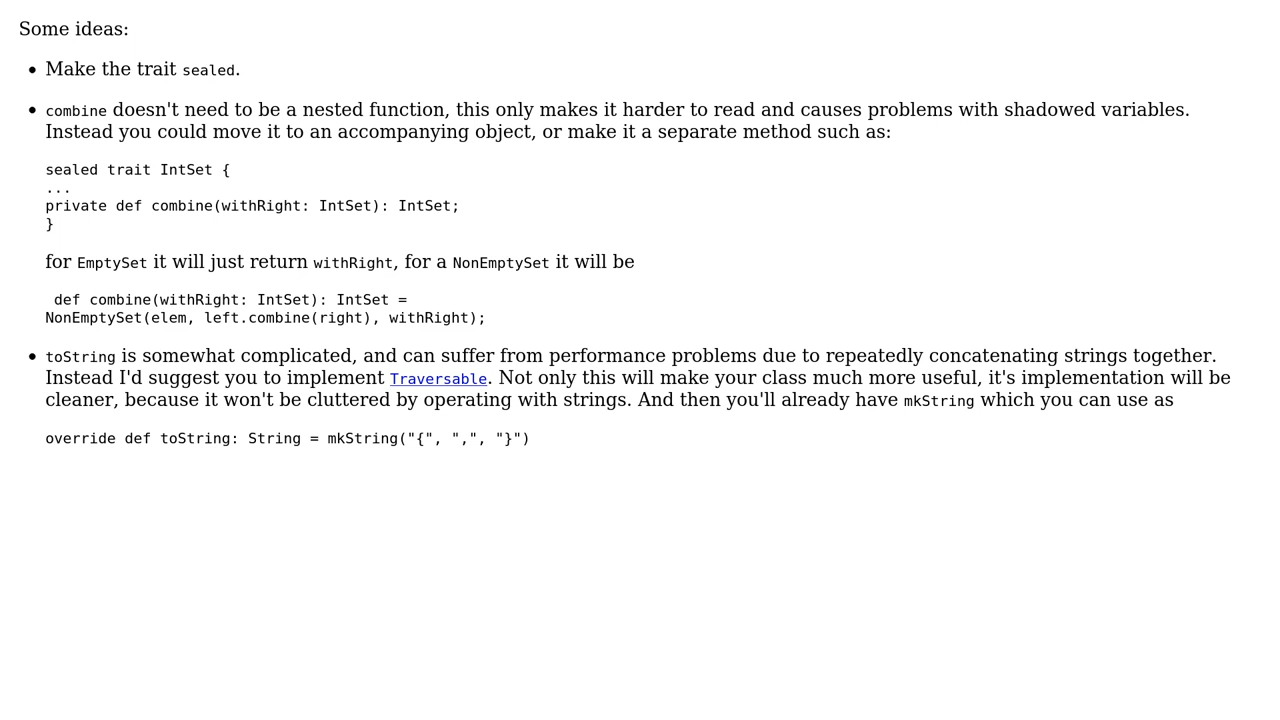 Some ideas:
Make the trait sealed.
combine doesn't need to be a nested function, this only makes it harder to read and causes problems with shadowed variables.
Instead you could move it to an accompanying object, or make it a separate method such as:
sealed trait IntSet {
...
private def combine(withRight: IntSet): IntSet;
}
for EmptySet it will just return withRight, for a NonEmptySet it will be
def combine(withRight: IntSet): IntSet =
NonEmptySet(elem, left.combine(right), withRight);
toString is somewhat complicated, and can suffer from performance problems due to repeatedly concatenating strings together.
Instead I'd suggest you to implement Traversable. Not only this will make your class much more useful, it's implementation will be
cleaner, because it won't be cluttered by operating with strings. And then you'll already have mkString which you can use as
override def toString: String = mkString("{", ",", "}")